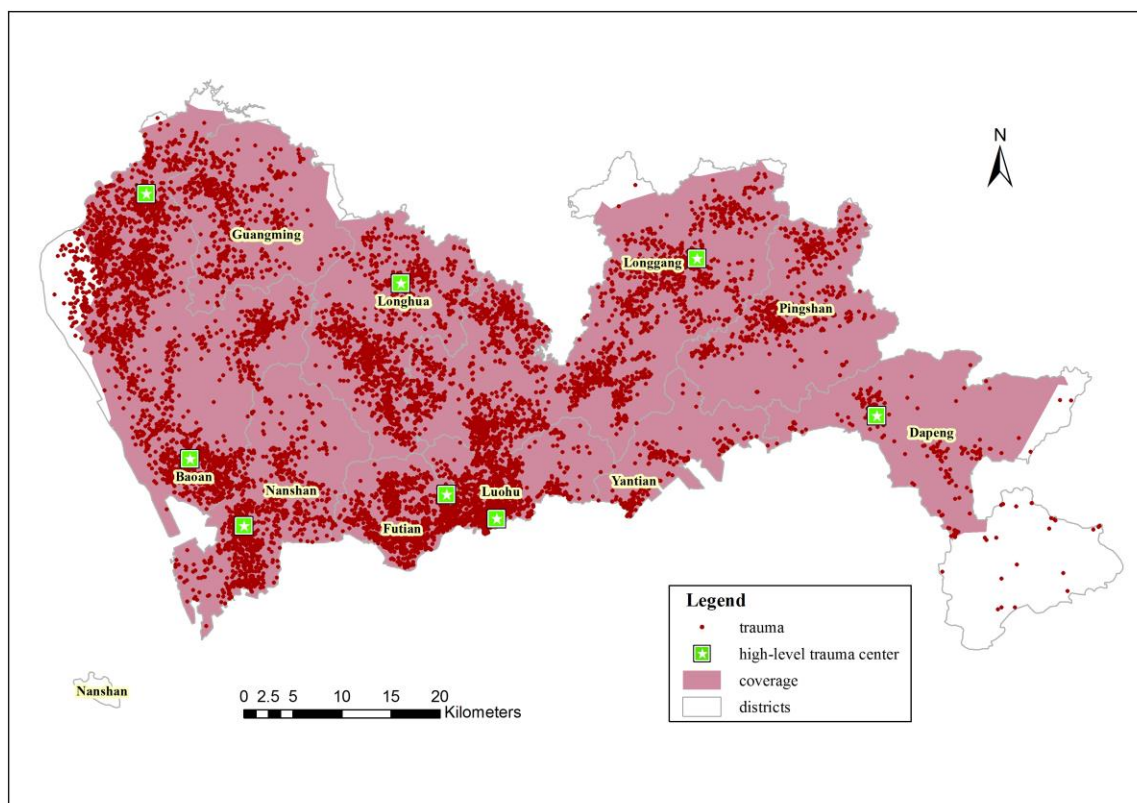 N
Guangming
Longgang
Longhua
Pingshan
Dapeng
Baoan
Nanshan
Luohu
Yantian
Futian
Legend
trauma
high-level trauma center
coverage
districts
Nanshan
0 2.5 5 10 15 20
Kilometers